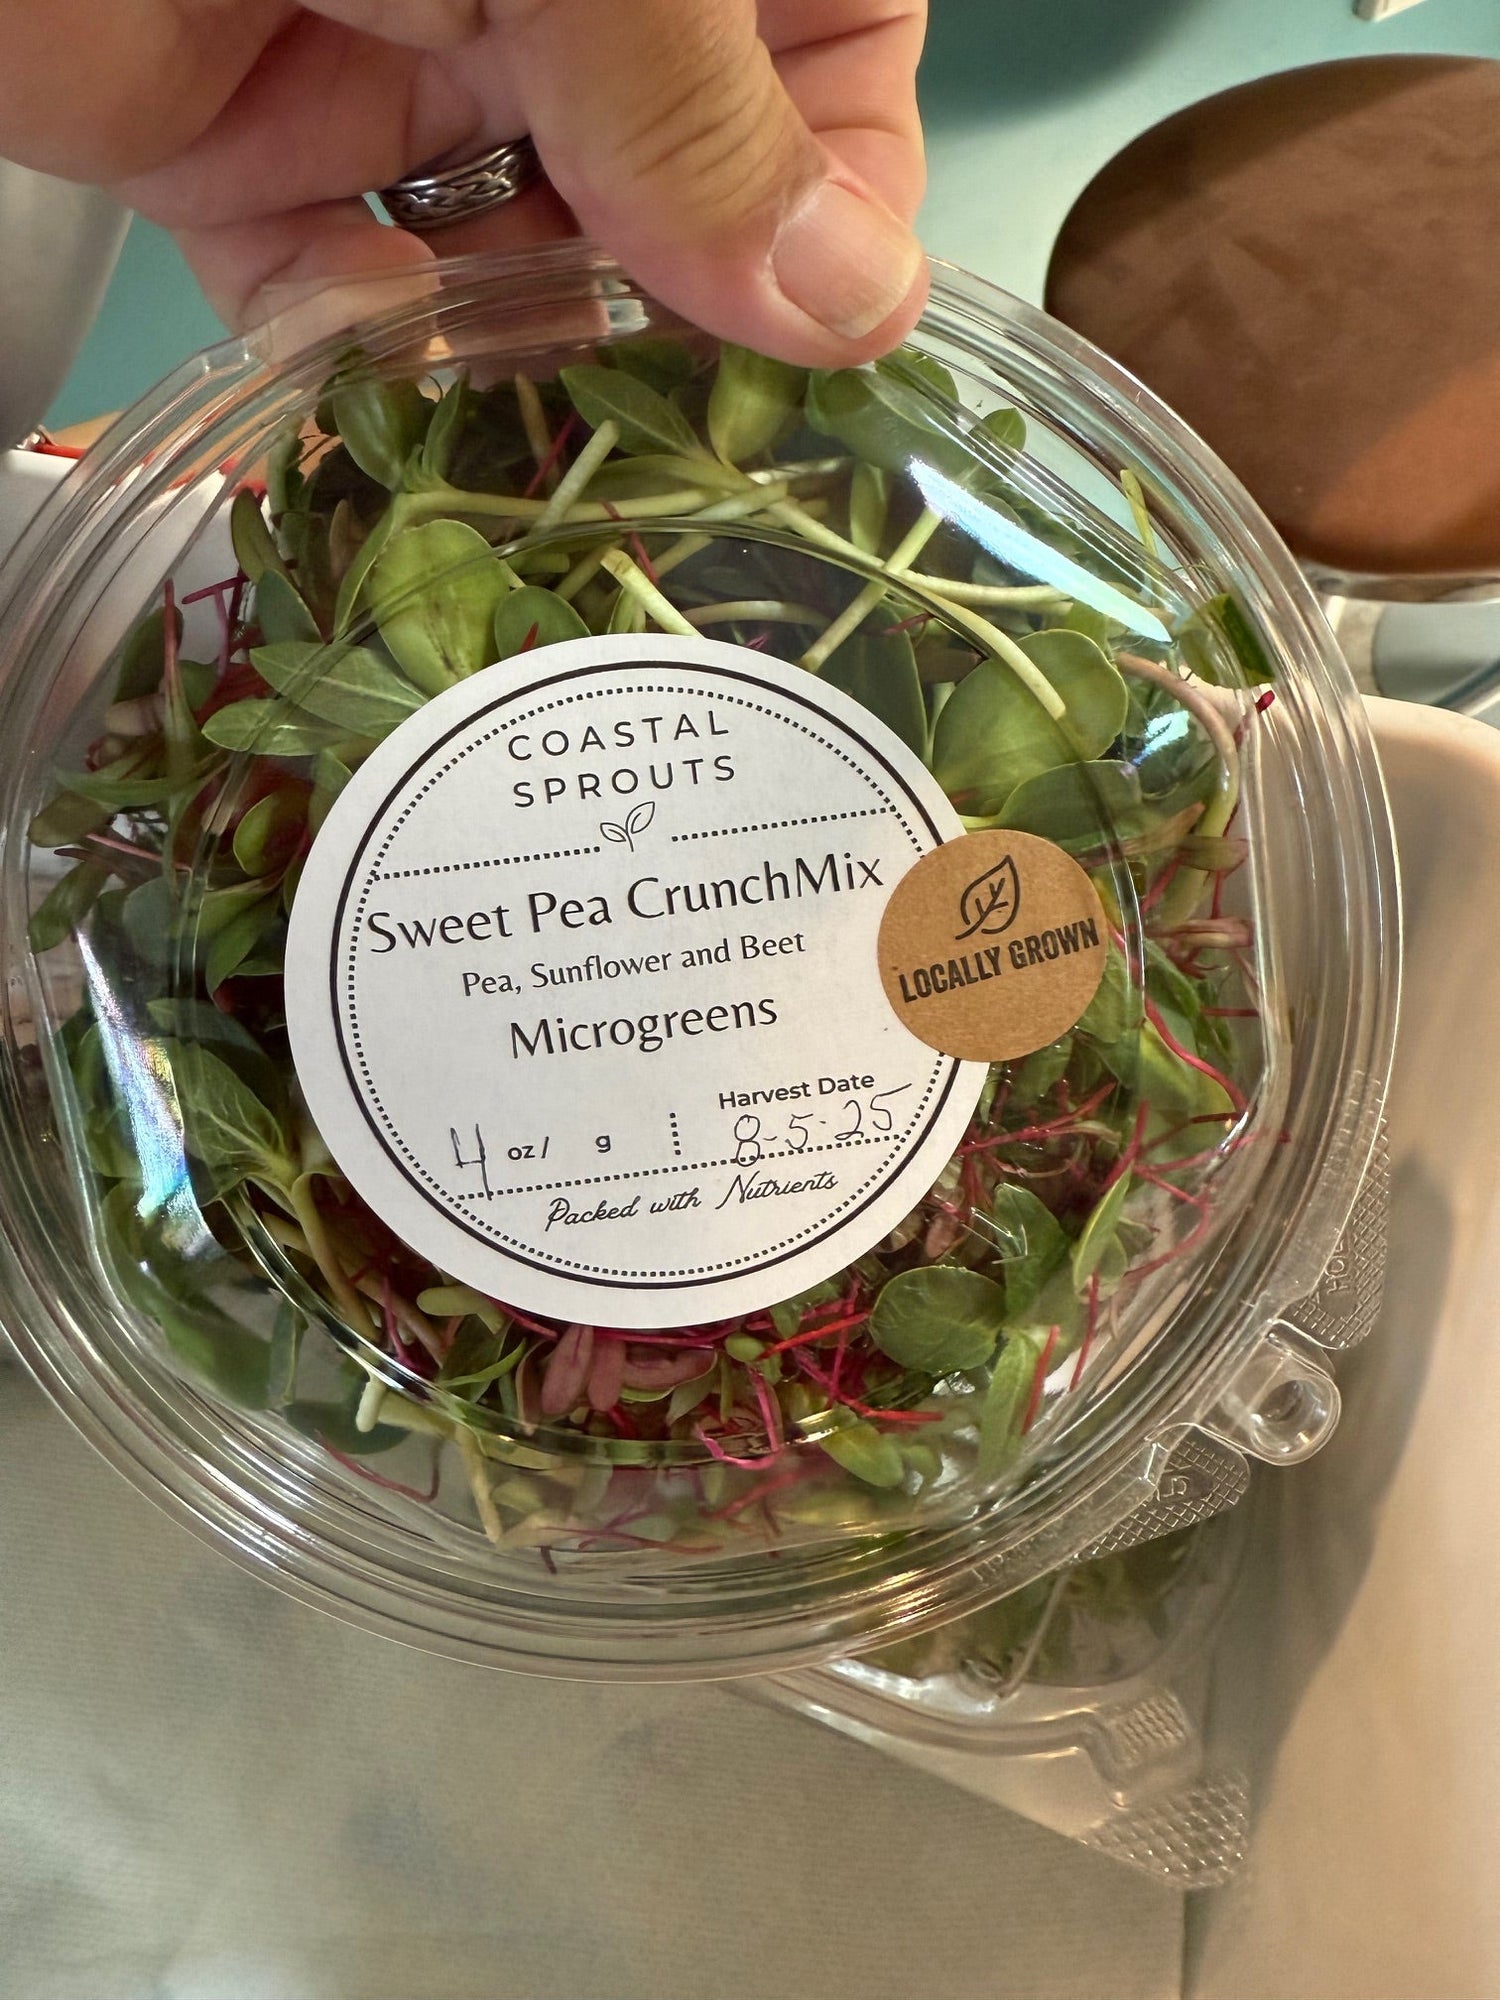 COASTAL
SPROUTS
Sweet Pea CrunchMix
Pea, Sunflower and Beet
Microgreens
Harvest Date
4 oz/ g 8-5-25
Packed with Nutrients
LOCALLY GROWN